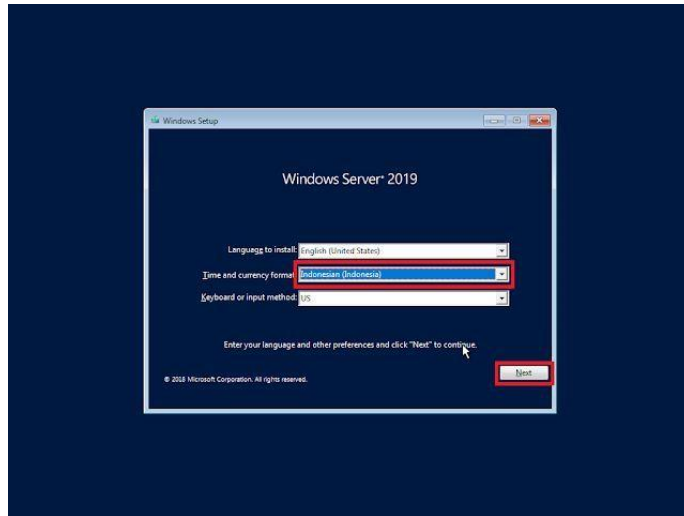 Windows Setup
Windows Server® 2019
Language to install: English (United States)
Time and currency format: Indonesian (Indonesia)
Keyboard or input method: US
Enter your language and other preferences and click "Next" to continue.
© 2018 Microsoft Corporation. All rights reserved.
Next